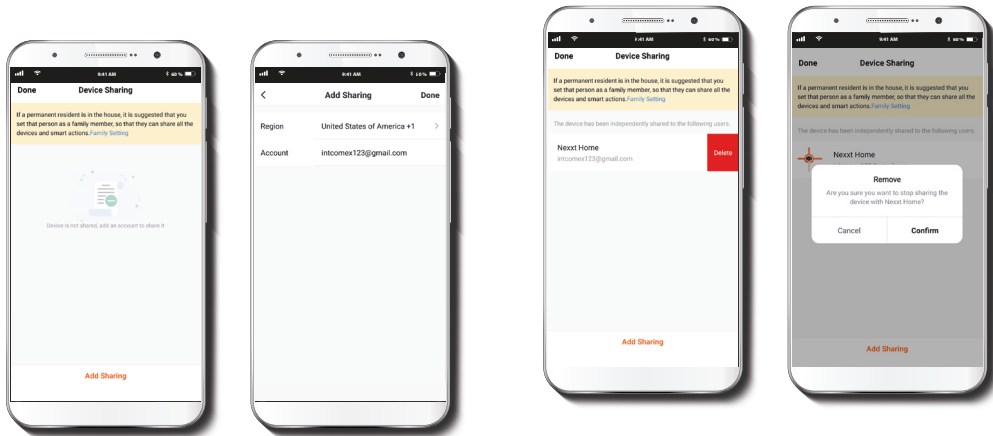 9:41 AM
60 %
Done
Device Sharing
If a permanent resident is in the house, it is suggested that you
set that person as a family member, so that they can share all the
devices and smart actions.Family Setting
Device is not shared, add an account to share it
Add Sharing
9:41 AM
60 %
Add Sharing
Done
Region
United States of America +1
Account
intcomex123@gmail.com
9:41 AM
60 %
Done
Device Sharing
If a permanent resident is in the house, it is suggested that you
set that person as a family member, so that they can share all the
devices and smart actions.Family Setting
The device has been independently shared to the following users.
Nexxt Home
intcomex123@gmail.com
Delete
Add Sharing
9:41 AM
60 %
Done
Device Sharing
If a permanent resident is in the house, it is suggested that you
set that person as a family member, so that they can share all the
devices and smart actions.Family Setting
The device has been independently shared to the following users.
Nexxt Home
Remove
Are you sure you want to stop sharing the
device with Nexxt Home?
Cancel
Confirm
Add Sharing